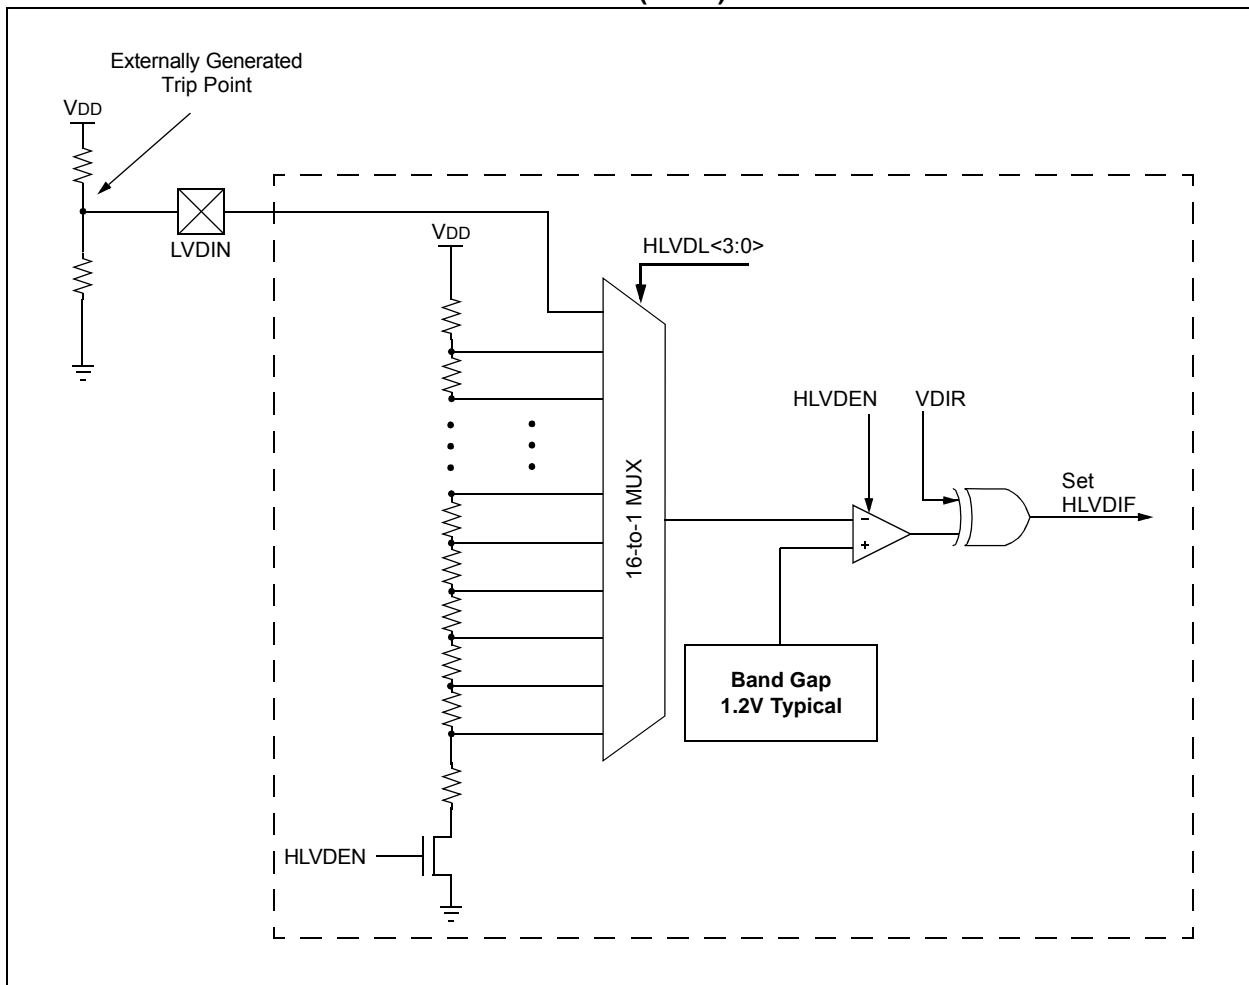 Externally Generated
Trip Point
VDD
LVDIN
VDD
HLVDL<3:0>
16-to-1 MUX
HLVDEN
VDIR
Set
HLVDIF
Band Gap
1.2V Typical
HLVDEN